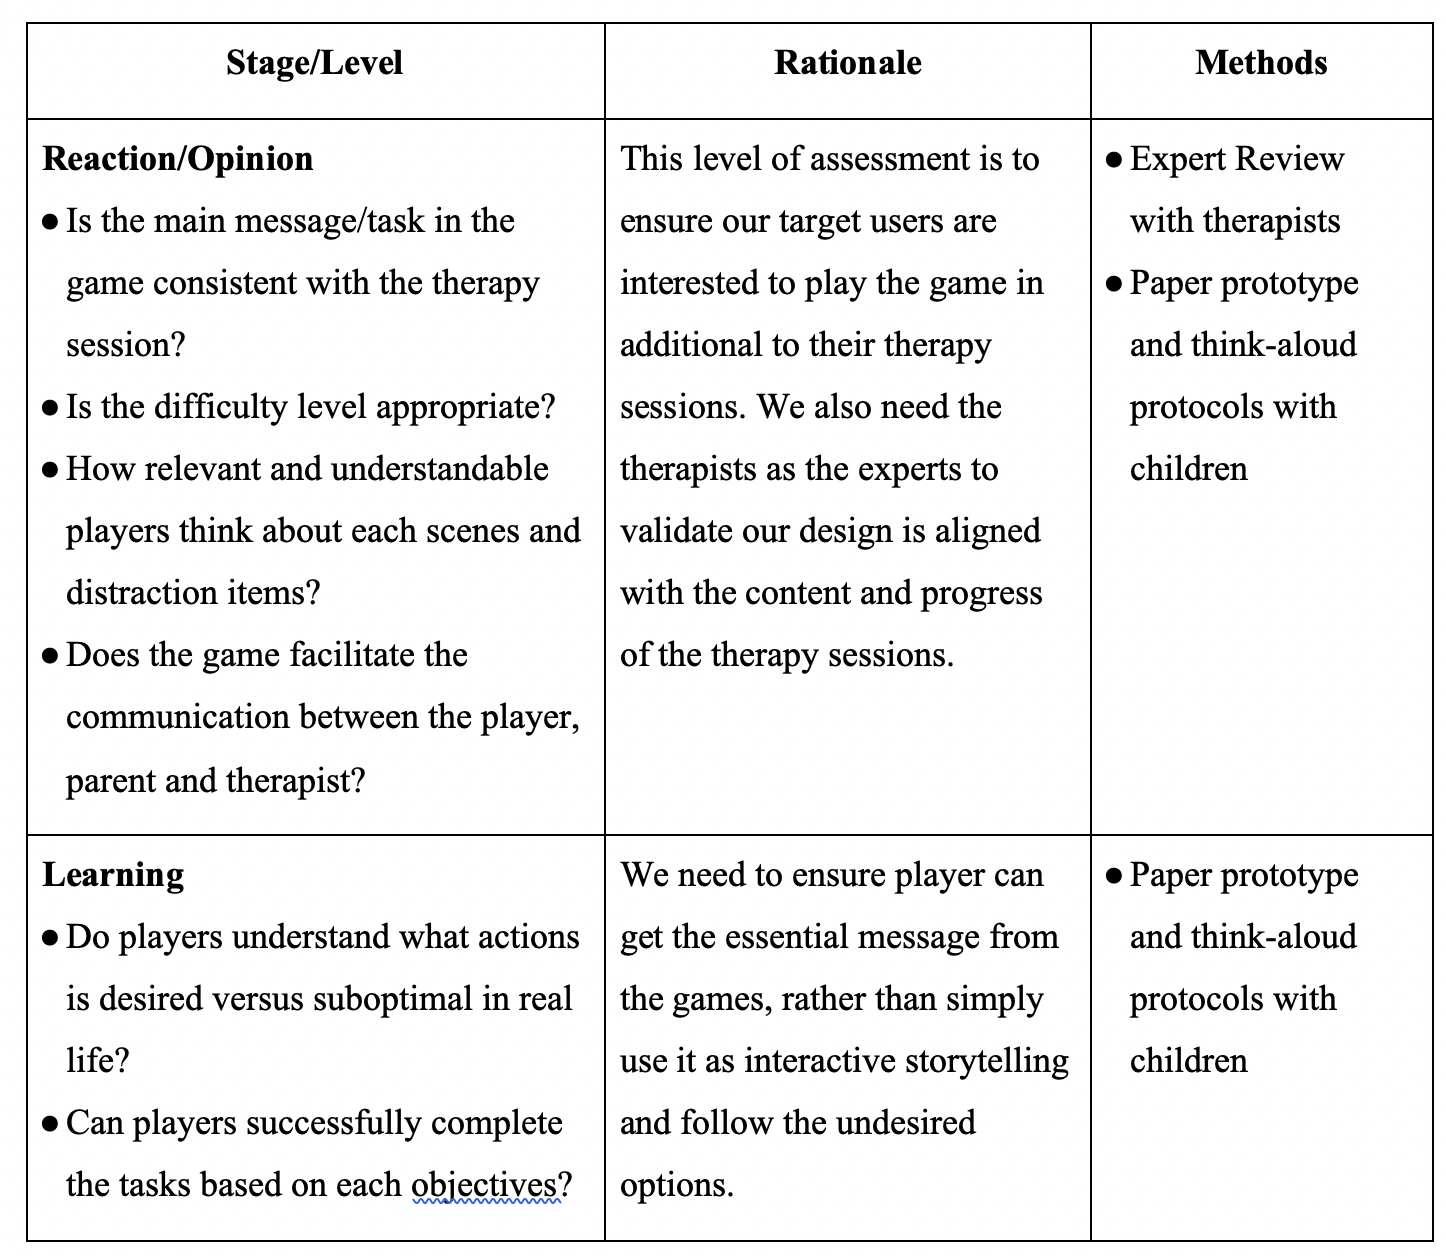 Stage/Level
Rationale
Methods
Reaction/Opinion
● Is the main message/task in the
game consistent with the therapy
session?
● Is the difficulty level appropriate?
● How relevant and understandable
players think about each scenes and
distraction items?
● Does the game facilitate the
communication between the player,
parent and therapist?
This level of assessment is to
ensure our target users are
interested to play the game in
additional to their therapy
sessions. We also need the
therapists as the experts to
validate our design is aligned
with the content and progress
of the therapy sessions.
● Expert Review
with therapists
● Paper prototype
and think-aloud
protocols with
children
Learning
● Do players understand what actions
is desired versus suboptimal in real
life?
● Can players successfully complete
the tasks based on each objectives?
We need to ensure player can
get the essential message from
the games, rather than simply
use it as interactive storytelling
and follow the undesired
options.
● Paper prototype
and think-aloud
protocols with
children